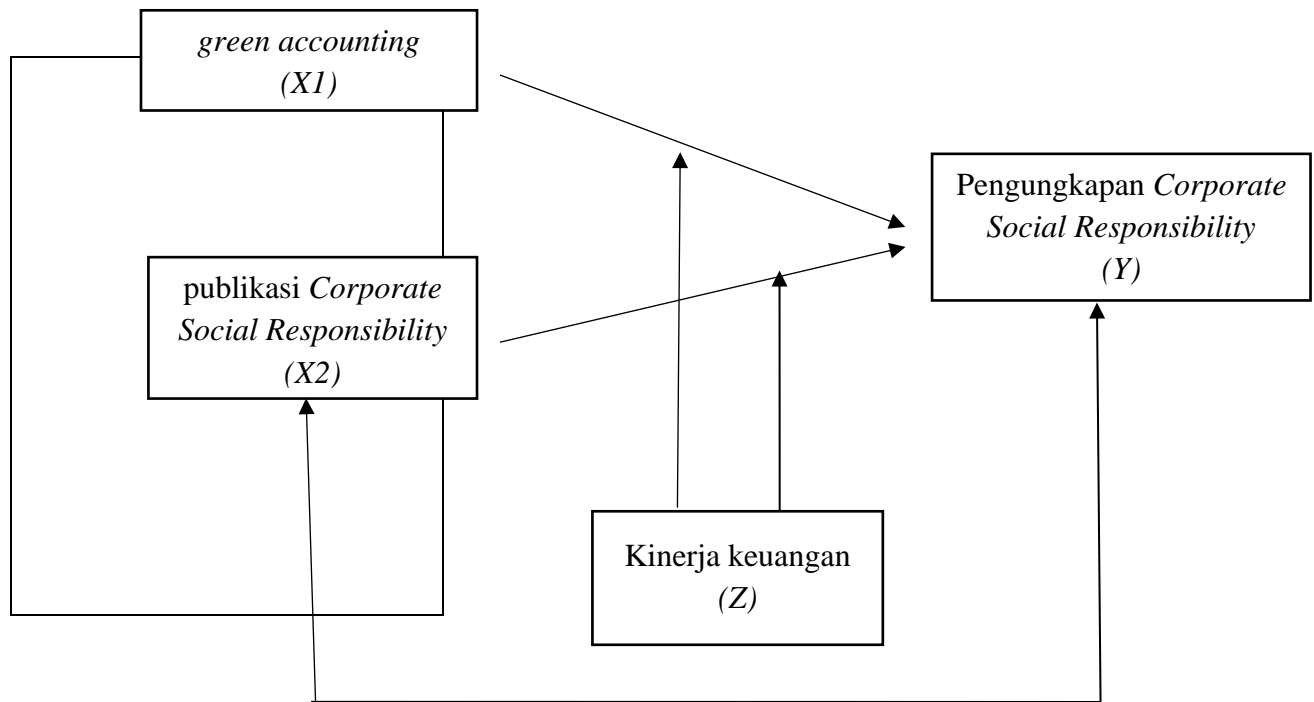 green accounting
(X1)
Pengungkapan Corporate
Social Responsibility
(Y)
publikasi Corporate
Social Responsibility
(X2)
Kinerja keuangan
(Z)